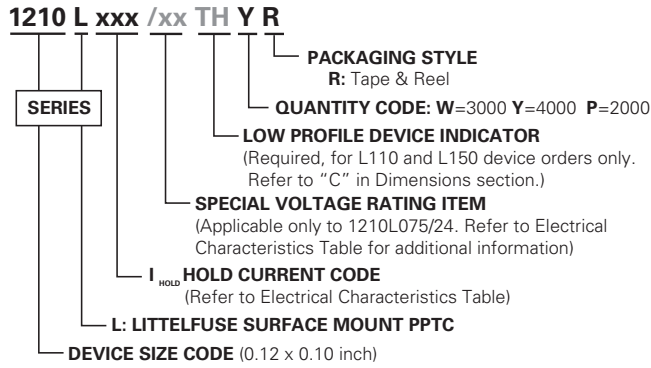 1210 L xxx /xx TH Y R
PACKAGING STYLE
R: Tape & Reel
SERIES
QUANTITY CODE: W=3000 Y=4000 P=2000
LOW PROFILE DEVICE INDICATOR
(Required, for L110 and L150 device orders only.
Refer to “C” in Dimensions section.)
SPECIAL VOLTAGE RATING ITEM
(Applicable only to 1210L075/24. Refer to Electrical
Characteristics Table for additional information)
I HOLD HOLD CURRENT CODE
(Refer to Electrical Characteristics Table)
L: LITTELFUSE SURFACE MOUNT PPTC
DEVICE SIZE CODE (0.12 x 0.10 inch)